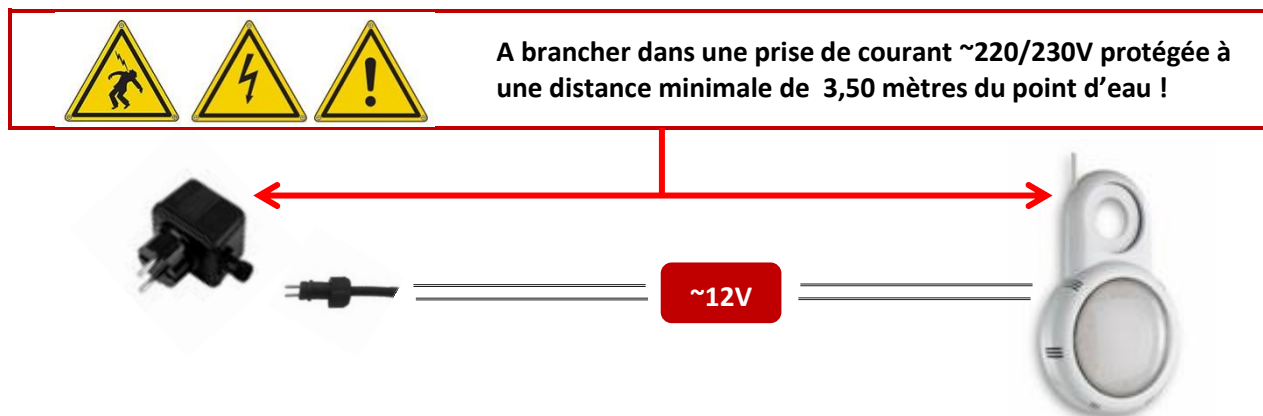 A brancher dans une prise de courant ~220/230V protégée à
une distance minimale de 3,50 mètres du point d’eau !
~12V